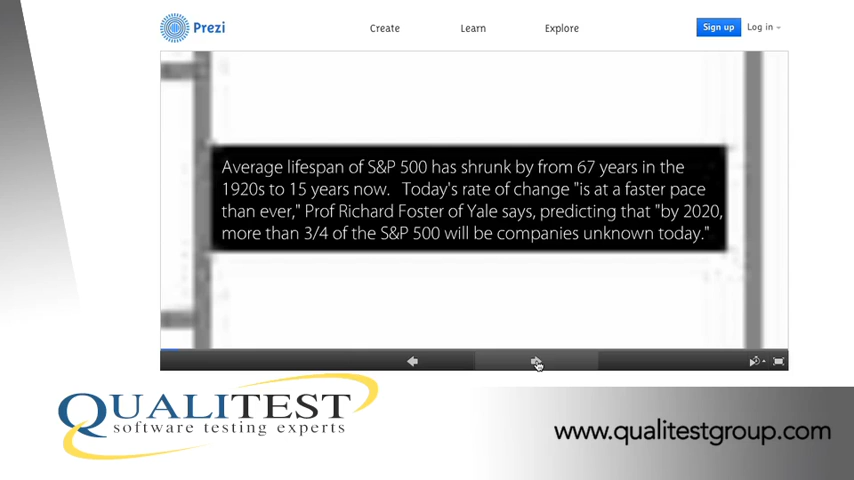 Prezi
Create
Learn
Explore
Sign up
Log in
Average lifespan of S&P 500 has shrunk by from 67 years in the
1920s to 15 years now. Today's rate of change "is at a faster pace
than ever," Prof Richard Foster of Yale says, predicting that "by 2020,
more than 3/4 of the S&P 500 will be companies unknown today."
QUALITEST
software testing experts
www.qualitestgroup.com